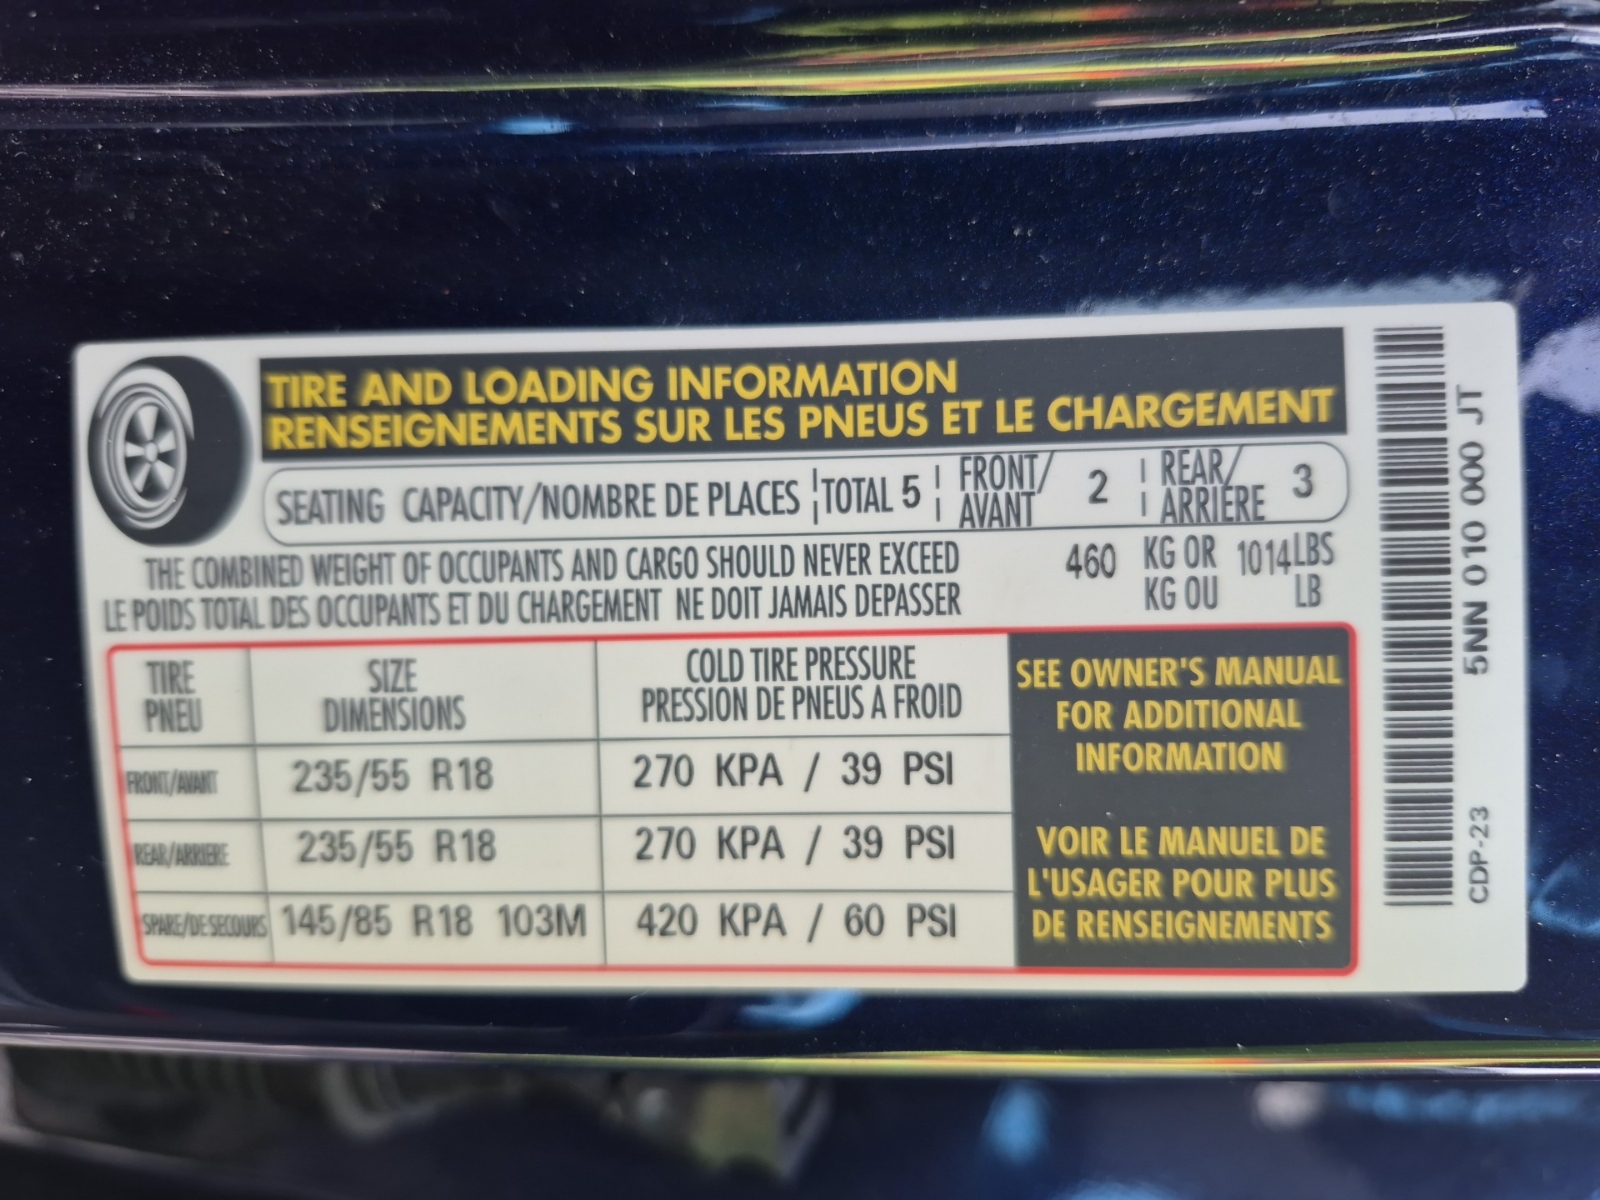 TIRE AND LOADING INFORMATION
RENSEIGNEMENTS SUR LES PNEUS ET LE CHARGEMENT
SEATING CAPACITY/NOMBRE DE PLACES TOTAL 5 FRONT/AVANT 2 REAR/ARRIÈRE 3
THE COMBINED WEIGHT OF OCCUPANTS AND CARGO SHOULD NEVER EXCEED 460 KG OR 1014 LBS
LE POIDS TOTAL DES OCCUPANTS ET DU CHARGEMENT NE DOIT JAMAIS DEPASSER KG OU LB
TIRE SIZE COLD TIRE PRESSURE
PNEU DIMENSIONS PRESSION DE PNEUS A FROID
FRONT/AVANT 235/55 R18 270 KPA / 39 PSI
REAR/ARRIERE 235/55 R18 270 KPA / 39 PSI
SPARE/DE SECOURS 145/85 R18 103M 420 KPA / 60 PSI
SEE OWNER'S MANUAL
FOR ADDITIONAL
INFORMATION
VOIR LE MANUEL DE
L'USAGER POUR PLUS
DE RENSEIGNEMENTS
5NN 010 000 JT
CDP-23